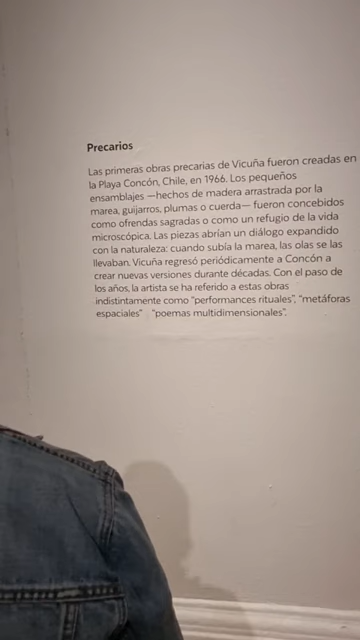 Precarios
Las primeras obras precarias de Vicuña fueron creadas en
la Playa Concón, Chile, en 1966. Los pequeños
ensamblajes —hechos de madera arrastrada por la
marea, guijarros, plumas o cuerda— fueron concebidos
como ofrendas sagradas o como un refugio de la vida
microscópica. Las piezas abrían un diálogo expandido
con la naturaleza: cuando subía la marea, las olas se las
llevaban. Vicuña regresó periódicamente a Concón a
crear nuevas versiones durante décadas. Con el paso de
los años, la artista se ha referido a estas obras
indistintamente como “performances rituales”, “metáforas
espaciales” “poemas multidimensionales”.